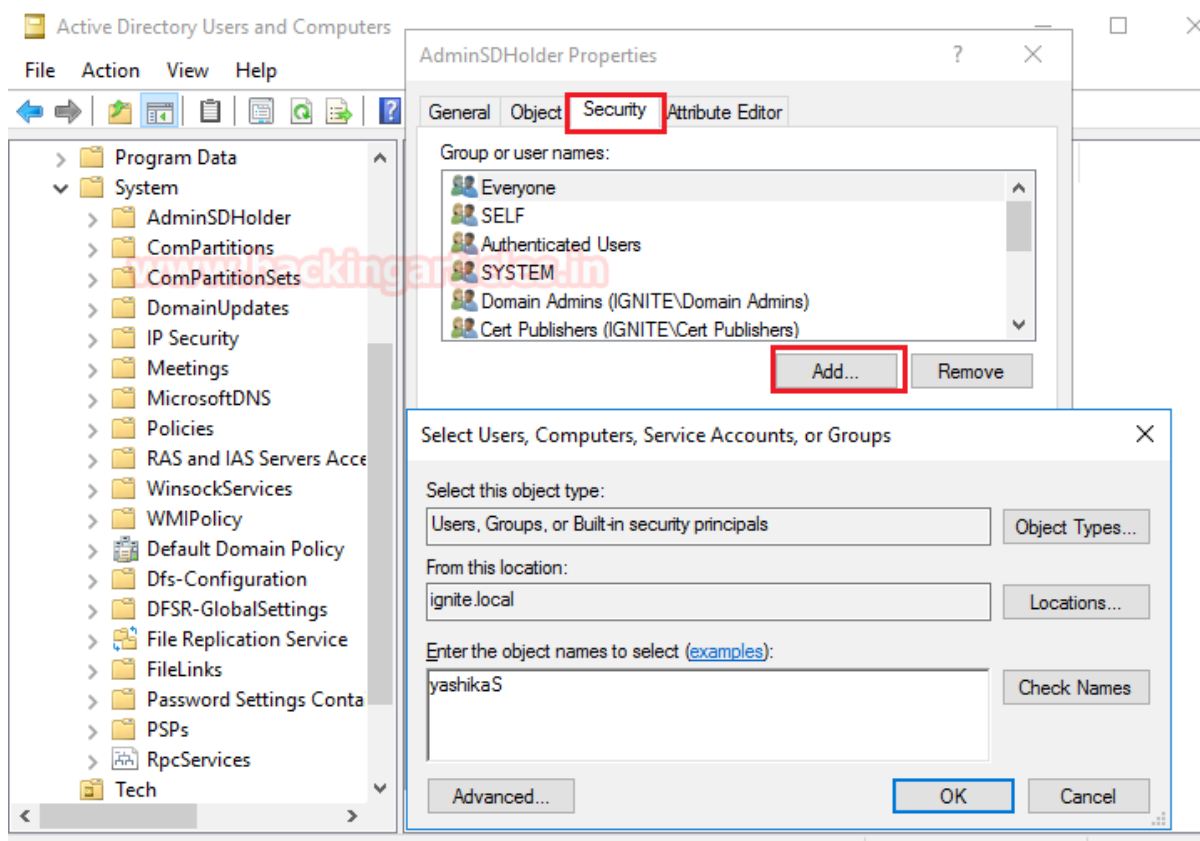 Active Directory Users and Computers
File Action View Help
Program Data
System
AdminSDHolder
ComPartitions
ComPartitionSets
DomainUpdates
IP Security
Meetings
MicrosoftDNS
Policies
RAS and IAS Servers Acce
WinsockServices
WMIPolicy
Default Domain Policy
Dfs-Configuration
DFSR-GlobalSettings
File Replication Service
FileLinks
Password Settings Conta
PSPs
RpcServices
Tech
www.hackingarticles.in
AdminSDHolder Properties
General Object Security Attribute Editor
Group or user names:
Everyone
SELF
Authenticated Users
SYSTEM
Domain Admins (IGNITE\Domain Admins)
Cert Publishers (IGNITE\Cert Publishers)
Add... Remove
Select Users, Computers, Service Accounts, or Groups
Select this object type:
Users, Groups, or Built-in security principals
Object Types...
From this location:
ignite.local
Locations...
Enter the object names to select (examples):
yashikaS
Check Names
Advanced... OK Cancel